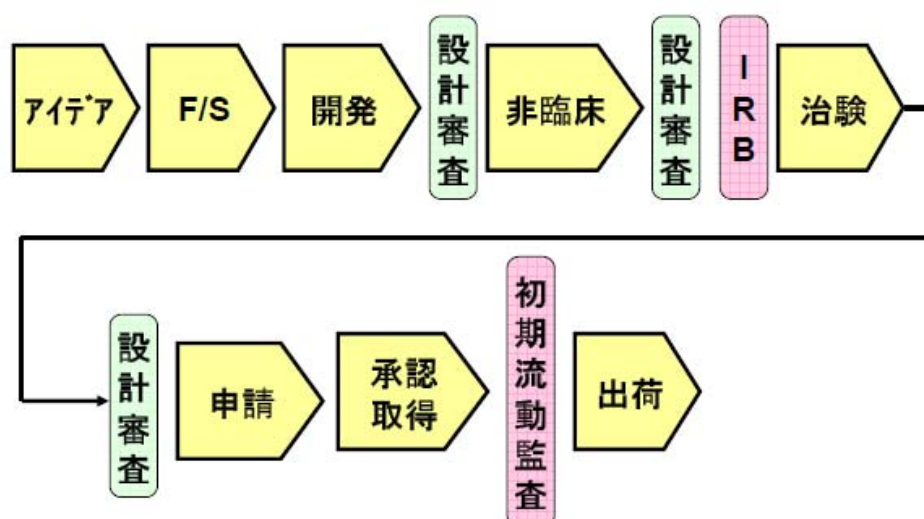 アイデア
F/S
開発
設計審査
非臨床
設計審査
IRB
治験
設計審査
申請
承認
取得
初期流動監査
出荷